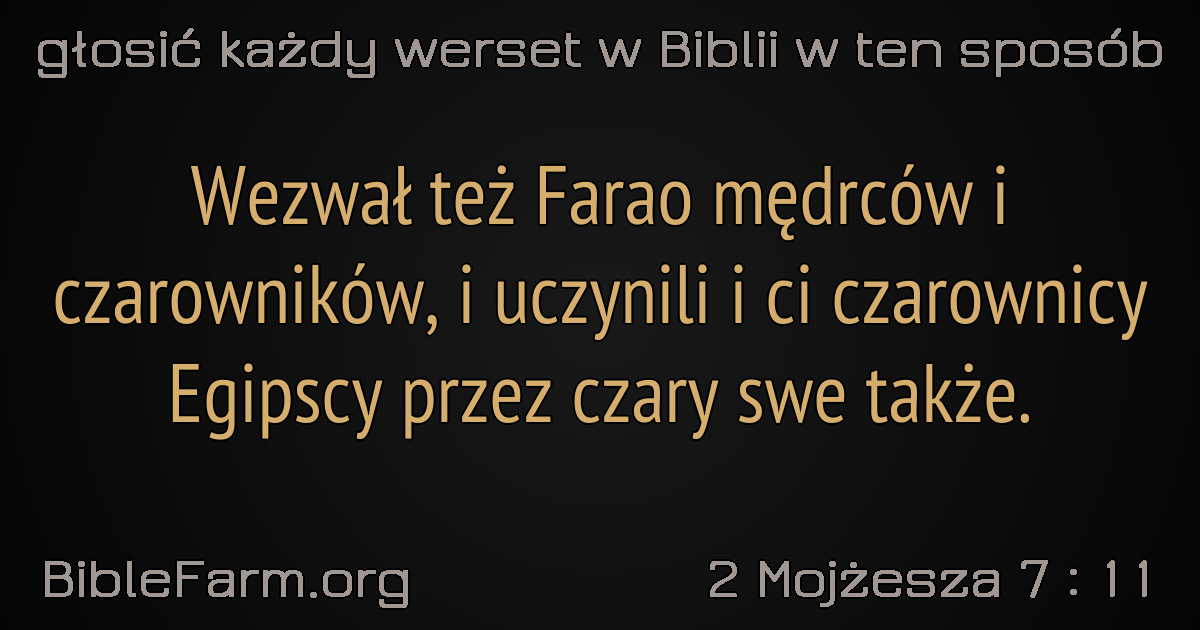 głosić każdy werset w Biblii w ten sposób
Wezwał też Farao mędrców i
czarowników, i uczynili i ci czarownicy
Egipscy przez czary swe także.
BibleFarm.org
2 Mojżesza 7 : 11